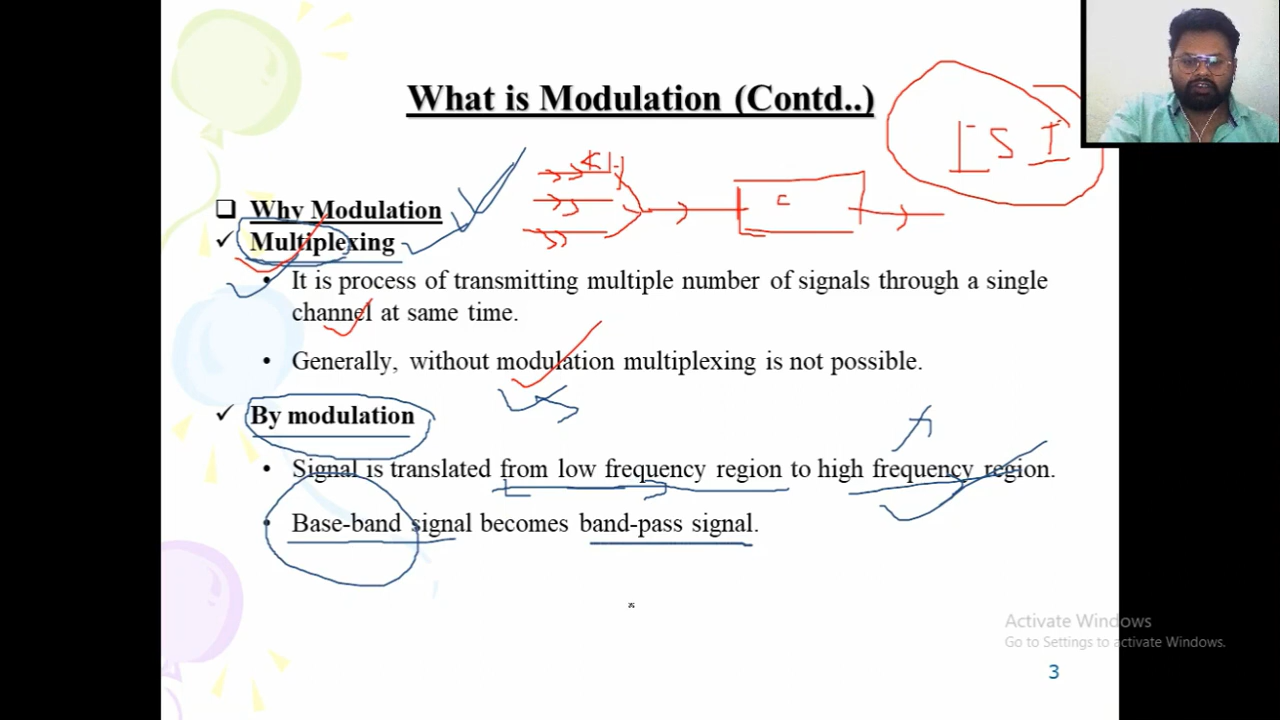 What is Modulation (Contd..)
ISI
Why Modulation
Multiplexing
It is process of transmitting multiple number of signals through a single
channel at same time.
Generally, without modulation multiplexing is not possible.
By modulation
Signal is translated from low frequency region to high frequency region.
Base-band signal becomes band-pass signal.
Activate Windows
Go to Settings to activate Windows.
3